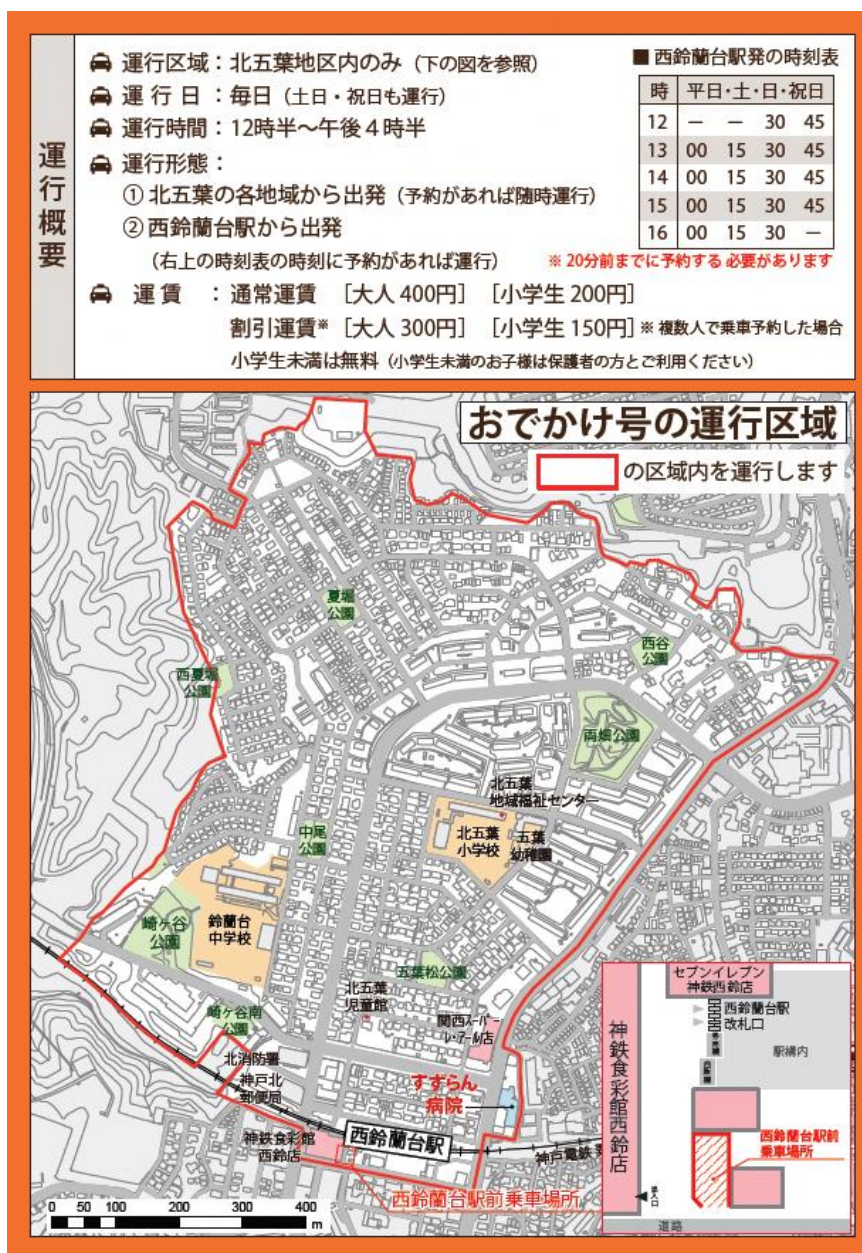 運行概要
運行区域：北五葉地区内のみ（下の図を参照）
運行日：毎日（土日・祝日も運行）
運行時間：12時半〜午後４時半
運行形態：
① 北五葉の各地域から出発（予約があれば随時運行）
② 西鈴蘭台駅から出発
（右上の時刻表の時刻に予約があれば運行）
■ 西鈴蘭台駅発の時刻表
時 平日・土・日・祝日
12 － － 30 45
13 00 15 30 45
14 00 15 30 45
15 00 15 30 45
16 00 15 30 －
※ 20分前までに予約する 必要があります
運賃：通常運賃 ［大人 400円］ ［小学生 200円］
割引運賃※ ［大人 300円］ ［小学生 150円］※ 複数人で乗車予約した場合
小学生未満は無料（小学生未満のお子様は保護者の方とご利用ください）
おでかけ号の運行区域
の区域内を運行します
夏堀
公園
西谷
公園
西夏堀
公園
両畑公園
北五葉
地域福祉センター
中尾
公園
北五葉
小学校
五葉
幼稚園
崎ヶ谷
公園
鈴蘭台
中学校
五葉松公園
北五葉
児童館
崎ヶ谷南
公園
関西スーパー
レ・アール店
北消防署
神戸北
郵便局
すずらん
病院
神鉄食彩館
西鈴店
西鈴蘭台駅
神戸電鉄
西鈴蘭台駅前乗車場所
0 50 100 200 300 400
m
セブンイレブン
神鉄西鈴店
西鈴蘭台駅
改札口
駅構内
神鉄食彩館西鈴店
西鈴蘭台駅前
乗車場所
道路